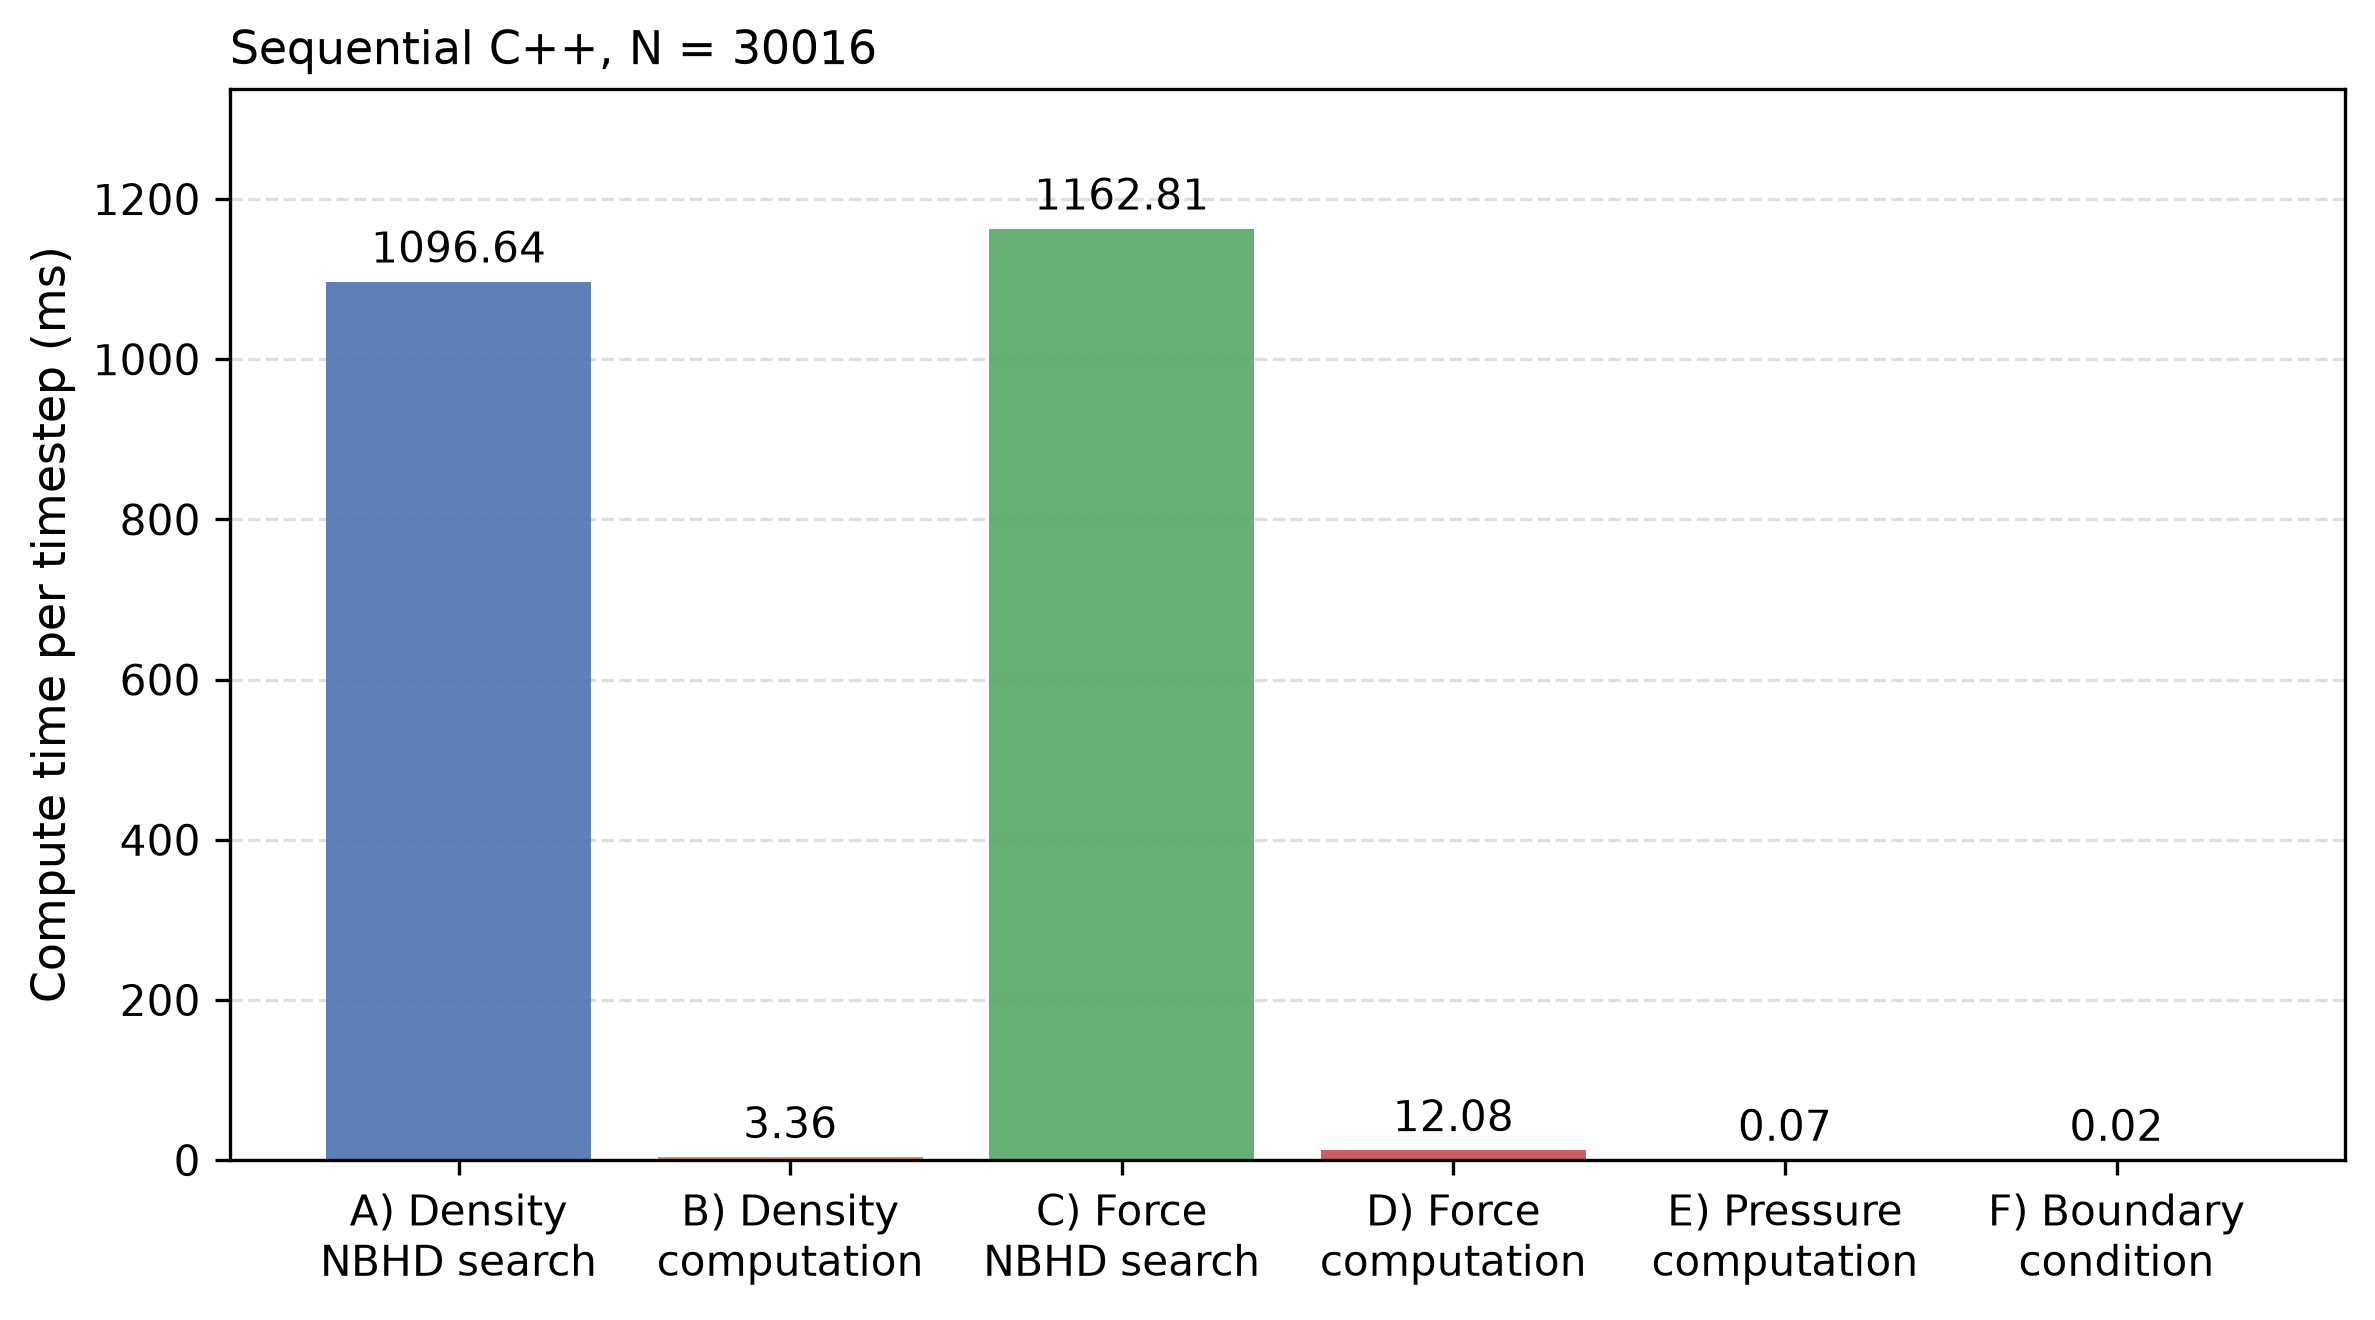 Sequential C++, N = 30016
Compute time per timestep (ms)
1200
1000
800
600
400
200
0
1096.64
3.36
1162.81
12.08
0.07
0.02
A) Density
NBHD search
B) Density
computation
C) Force
NBHD search
D) Force
computation
E) Pressure
computation
F) Boundary
condition